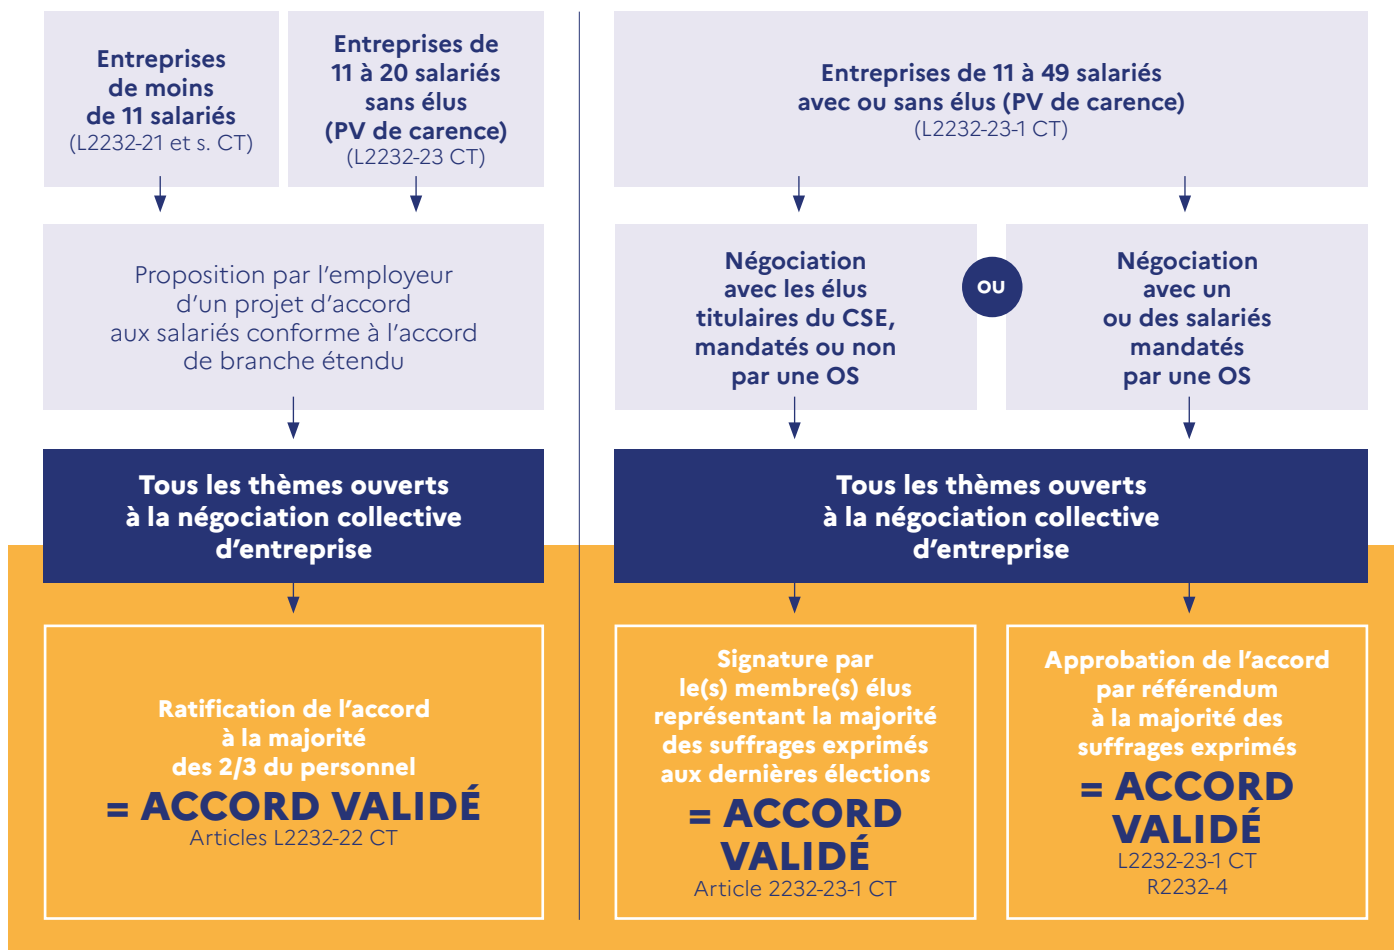 Entreprises
de moins
de 11 salariés
(L2232-21 et s. CT)
Entreprises de
11 à 20 salariés
sans élus
(PV de carence)
(L2232-23 CT)
Proposition par l'employeur
d'un projet d'accord
aux salariés conforme à l'accord
de branche étendu
Tous les thèmes ouverts
à la négociation collective
d'entreprise
Ratification de l'accord
à la majorité
des 2/3 du personnel
= ACCORD VALIDÉ
Articles L2232-22 CT
Entreprises de 11 à 49 salariés
avec ou sans élus (PV de carence)
(L2232-23-1 CT)
Négociation
avec les élus
titulaires du CSE,
mandatés ou non
par une OS
OU
Négociation
avec un
ou des salariés
mandatés
par une OS
Tous les thèmes ouverts
à la négociation collective
d'entreprise
Signature par
le(s) membre(s) élus
représentant la majorité
des suffrages exprimés
aux dernières élections
= ACCORD
VALIDÉ
Article 2232-23-1 CT
Approbation de l'accord
par référendum
à la majorité des
suffrages exprimés
= ACCORD
VALIDÉ
L2232-23-1 CT
R2232-4